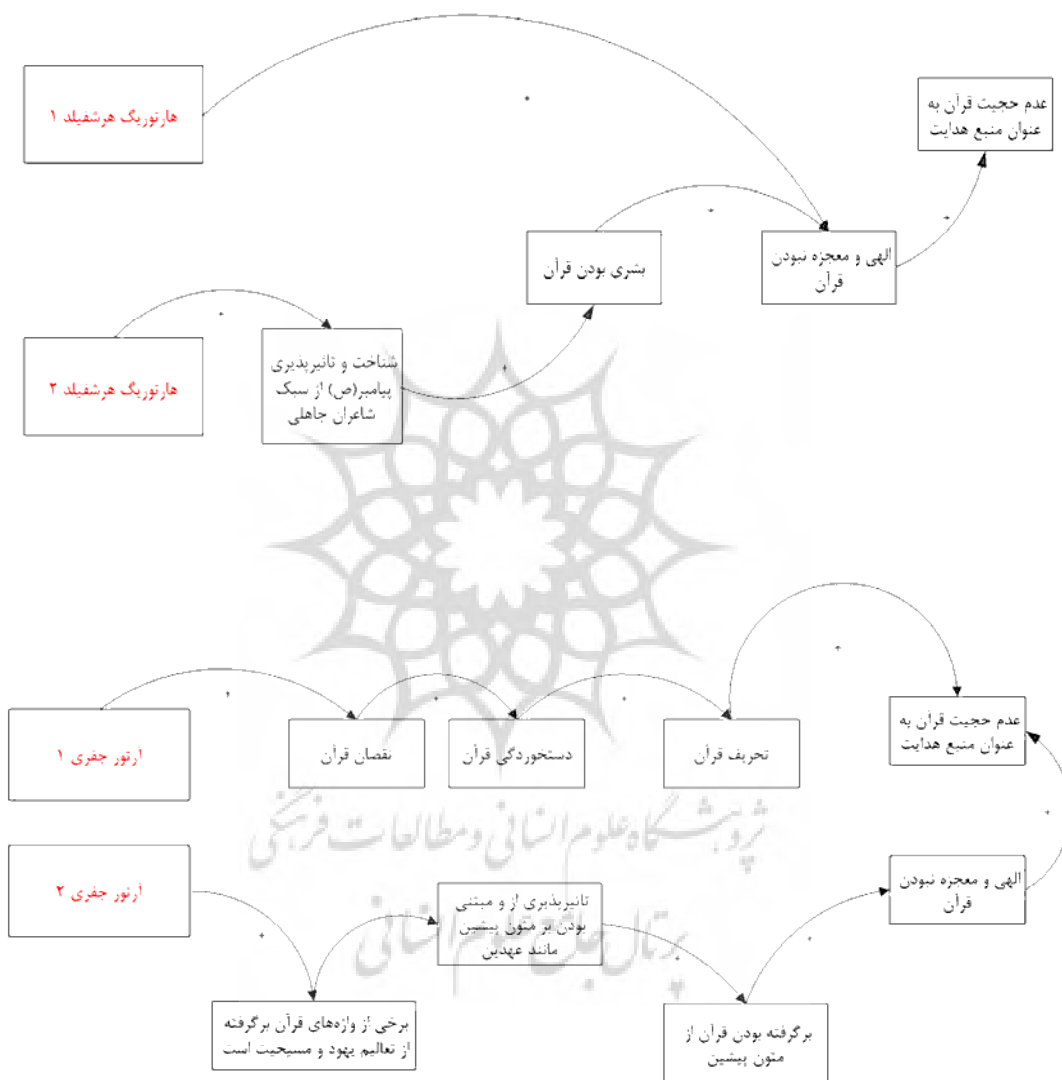 هارتوریگ هرشفیلد ۱
عدم حجیت قرآن به
عنوان منبع هدایت
بشری بودن قرآن
الهی و معجزه نبودن
قرآن
هارتوریگ هرشفیلد ۲
شناخت و تاثیرپذیری
پیامبر(ص) از سبک
شاعران جاهلی
آرتور جفری ۱
نقصان قرآن
دستخوردگی قرآن
تحریف قرآن
عدم حجیت قرآن به
عنوان منبع هدایت
پژوهشگاه علوم انسانی و مطالعات فرهنگی
آرتور جفری ۲
تاثیرپذیری از و مبتنی
بودن بر متون پیشین
مانند عهدین
الهی و معجزه نبودن
قرآن
پرتال جامع علوم انسانی
برخی از واژه‌های قرآن برگرفته
از تعالیم یهود و مسیحیت است
برگرفته بودن قرآن از
متون پیشین